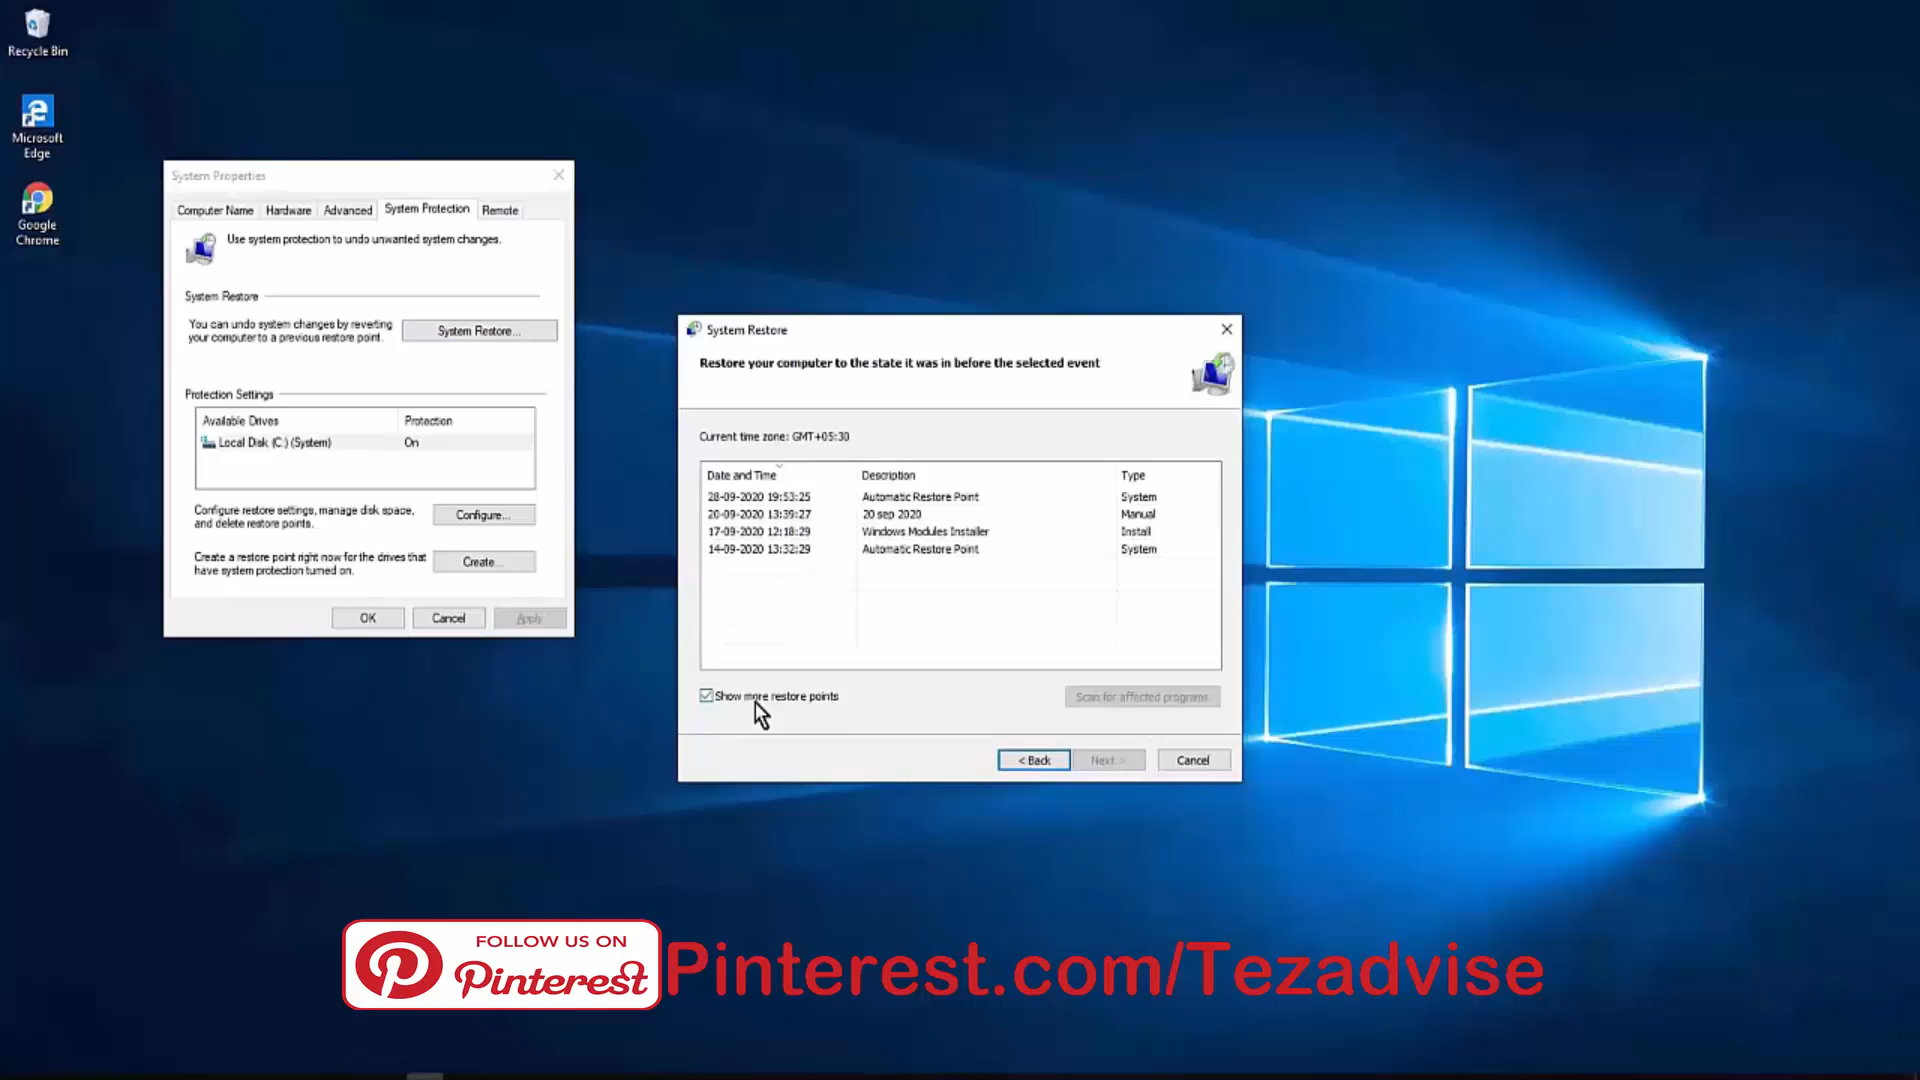 Recycle Bin
Microsoft
Edge
Google
Chrome
System Properties
Computer Name
Hardware
Advanced
System Protection
Remote
Use system protection to undo unwanted system changes.
System Restore
You can undo system changes by reverting
your computer to a previous restore point.
System Restore...
Protection Settings
Available Drives
Protection
Local Disk (C:) (System)
On
Configure restore settings, manage disk space,
and delete restore points.
Configure...
Create a restore point right now for the drives that
have system protection turned on.
Create...
OK
Cancel
Apply
System Restore
Restore your computer to the state it was in before the selected event
Current time zone: GMT+05:30
Date and Time
Description
Type
28-09-2020 19:53:25
Automatic Restore Point
System
20-09-2020 13:39:27
20 sep 2020
Manual
17-09-2020 12:18:29
Windows Modules Installer
Install
14-09-2020 13:32:29
Automatic Restore Point
System
Show more restore points
Scan for affected programs
< Back
Next >
Cancel
FOLLOW US ON
Pinterest
Pinterest.com/Tezadvise